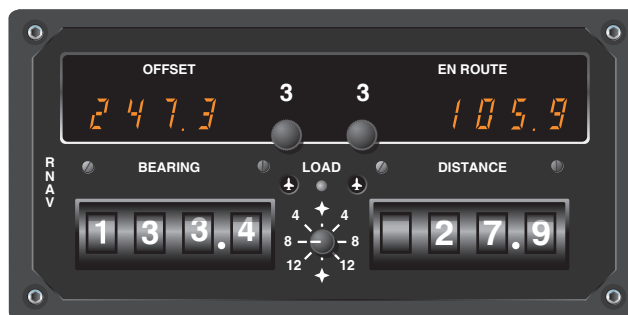 OFFSET EN ROUTE
247.3 3 3 105.9
RNAV
BEARING LOAD DISTANCE
133.4 27.9
4 4
8 8
12 12